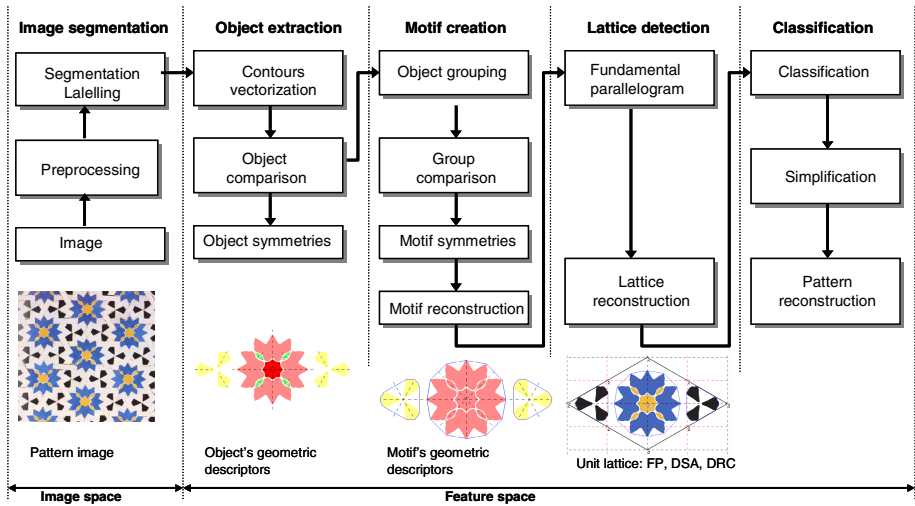 Image segmentation
Object extraction
Motif creation
Lattice detection
Classification
Segmentation
Lalelling
Preprocessing
Image
Contours
vectorization
Object
comparison
Object symmetries
Object grouping
Group
comparison
Motif symmetries
Motif reconstruction
Fundamental
parallelogram
Lattice
reconstruction
Classification
Simplification
Pattern
reconstruction
Pattern image
Object's geometric
descriptors
Motif's geometric
descriptors
Unit lattice: FP, DSA, DRC
Image space
Feature space